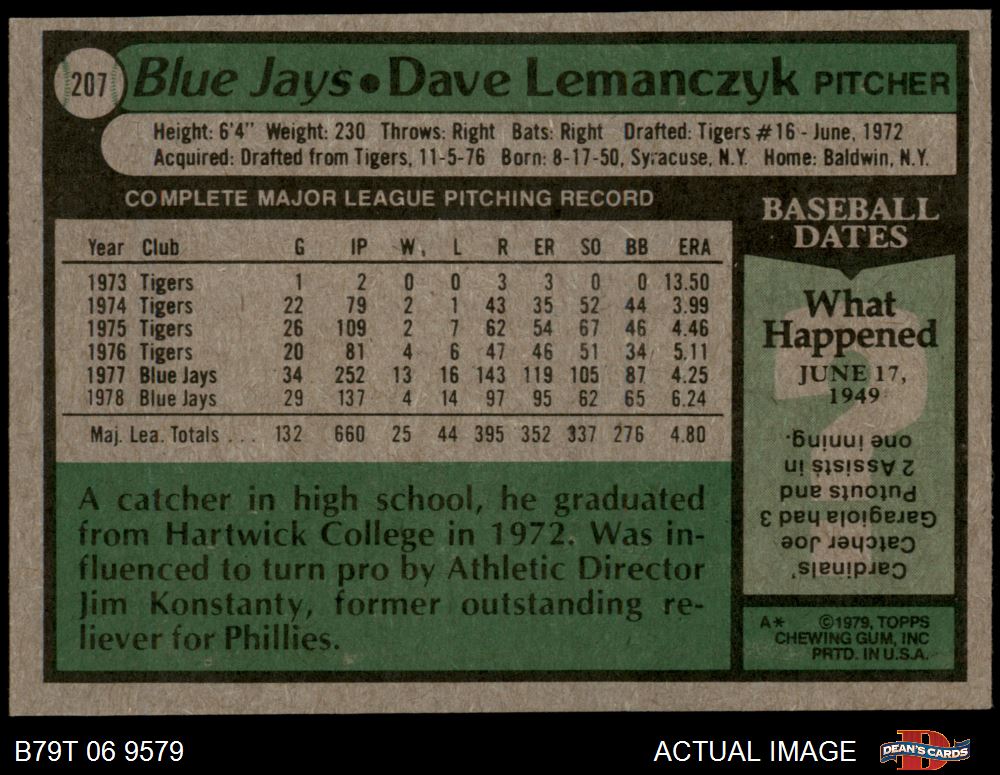 207 Blue Jays • Dave Lemanczyk PITCHER
Height: 6'4" Weight: 230 Throws: Right Bats: Right Drafted: Tigers #16 - June, 1972
Acquired: Drafted from Tigers, 11-5-76 Born: 8-17-50, Syracuse, N.Y. Home: Baldwin, N.Y.
COMPLETE MAJOR LEAGUE PITCHING RECORD
Year Club G IP W. L R ER SO BB ERA
1973 Tigers 1 2 0 0 3 3 0 0 13.50
1974 Tigers 22 79 2 1 43 35 52 44 3.99
1975 Tigers 26 109 2 7 62 54 67 46 4.46
1976 Tigers 20 81 4 6 47 46 51 34 5.11
1977 Blue Jays 34 252 13 16 143 119 105 87 4.25
1978 Blue Jays 29 137 4 14 97 95 62 65 6.24
Maj. Lea. Totals . . . 132 660 25 44 395 352 337 276 4.80
A catcher in high school, he graduated
from Hartwick College in 1972. Was in-
fluenced to turn pro by Athletic Director
Jim Konstanty, former outstanding re-
liever for Phillies.
BASEBALL
DATES
What
Happened
JUNE 17,
1949
Cardinals'
Catcher Joe
Garagiola had 3
Putouts and
2 Assists in
one inning.
A* ©1979, TOPPS
CHEWING GUM, INC
PRTD. IN U.S.A.
B79T 06 9579
ACTUAL IMAGE
DEAN'S CARDS